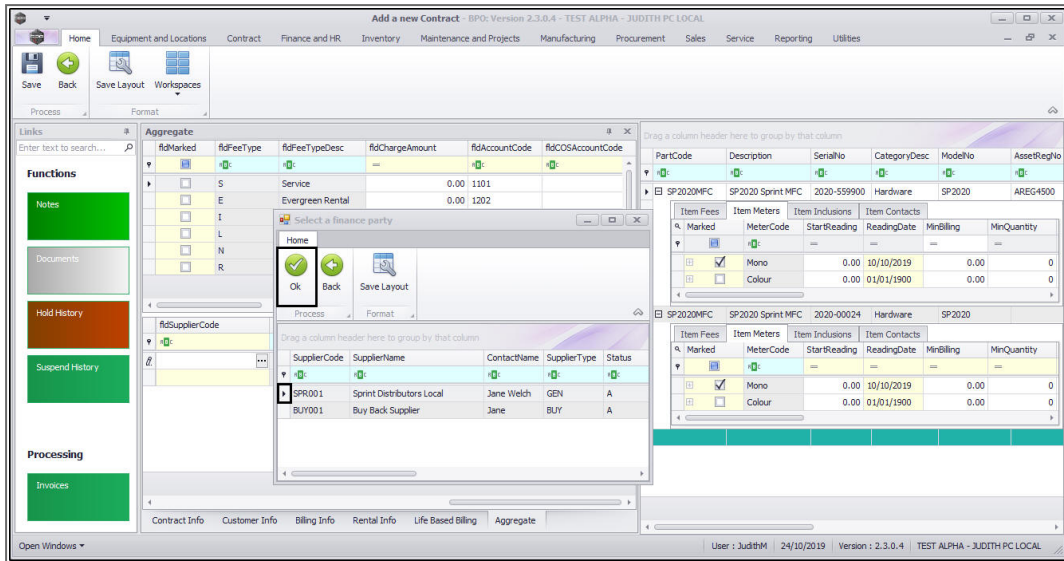 Add a new Contract - BPO: Version 2.3.0.4 - TEST ALPHA - JUDITH PC LOCAL
Home Equipment and Locations Contract Finance and HR Inventory Maintenance and Projects Manufacturing Procurement Sales Service Reporting Utilities
Save Back Save Layout Workspaces
Process Format
Links
Enter text to search...
Functions
Notes
Documents
Hold History
Suspend History
Processing
Invoices
Aggregate
fldMarked fldFeeType fldFeeTypeDesc fldChargeAmount fldAccountCode fldCOSAccountCode
S Service 0.00 1101
E Evergreen Rental 0.00 1202
I
L
N
R
fldSupplierCode
Select a finance party
Home
Ok Back Save Layout
Process Format
Drag a column header here to group by that column
SupplierCode SupplierName ContactName SupplierType Status
SPR001 Sprint Distributors Local Jane Welch GEN A
BUY001 Buy Back Supplier Jane BUY A
Contract Info Customer Info Billing Info Rental Info Life Based Billing Aggregate
Drag a column header here to group by that column
PartCode Description SerialNo CategoryDesc ModelNo AssetRegNo
SP2020MFC SP2020 Sprint MFC 2020-559900 Hardware SP2020 AREG4500
Item Fees Item Meters Item Inclusions Item Contacts
Marked MeterCode StartReading ReadingDate MinBilling MinQuantity
Mono 0.00 10/10/2019 0.00 0
Colour 0.00 01/01/1900 0.00 0
SP2020MFC SP2020 Sprint MFC 2020-00024 Hardware SP2020
Item Fees Item Meters Item Inclusions Item Contacts
Marked MeterCode StartReading ReadingDate MinBilling MinQuantity
Mono 0.00 10/10/2019 0.00 0
Colour 0.00 01/01/1900 0.00 0
Open Windows User : JudithM 24/10/2019 Version : 2.3.0.4 TEST ALPHA - JUDITH PC LOCAL